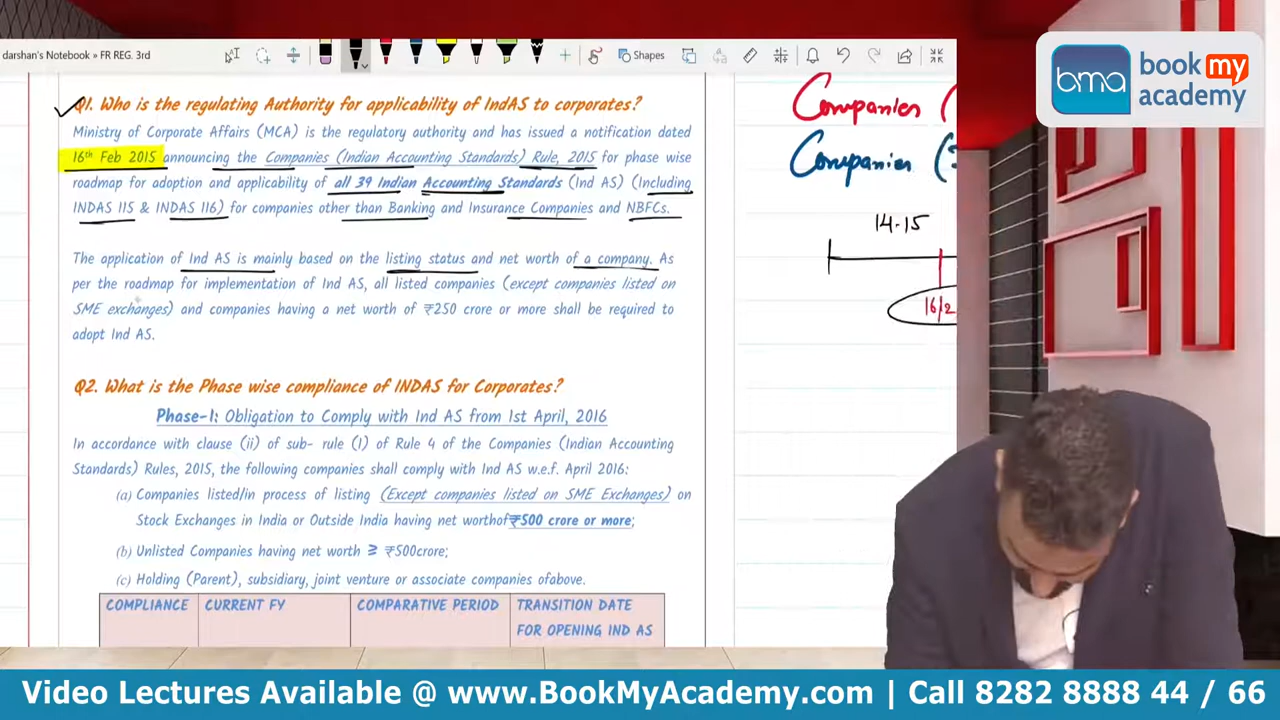 darshan's Notebook » FR REG. 3rd
Shapes
book my academy
bma
Q1. Who is the regulating Authority for applicability of IndAS to corporates?
Ministry of Corporate Affairs (MCA) is the regulatory authority and has issued a notification dated
16th Feb 2015 announcing the Companies (Indian Accounting Standards) Rule, 2015 for phase wise
roadmap for adoption and applicability of all 39 Indian Accounting Standards (Ind AS) (Including
INDAS 115 & INDAS 116) for companies other than Banking and Insurance Companies and NBFCs.
The application of Ind AS is mainly based on the listing status and net worth of a company. As
per the roadmap for implementation of Ind AS, all listed companies (except companies listed on
SME exchanges) and companies having a net worth of ₹250 crore or more shall be required to
adopt Ind AS.
Q2. What is the Phase wise compliance of INDAS for Corporates?
Phase-I: Obligation to Comply with Ind AS from 1st April, 2016
In accordance with clause (ii) of sub- rule (1) of Rule 4 of the Companies (Indian Accounting
Standards) Rules, 2015, the following companies shall comply with Ind AS w.e.f. April 2016:
(a) Companies listed/in process of listing (Except companies listed on SME Exchanges) on
Stock Exchanges in India or Outside India having net worthof₹500 crore or more;
(b) Unlisted Companies having net worth ≥ ₹500crore;
(c) Holding (Parent), subsidiary, joint venture or associate companies ofabove.
COMPLIANCE CURRENT FY COMPARATIVE PERIOD TRANSITION DATE
FOR OPENING IND AS
Companies (
Companies (
14-15
16/2
Video Lectures Available @ www.BookMyAcademy.com | Call 8282 8888 44 / 66